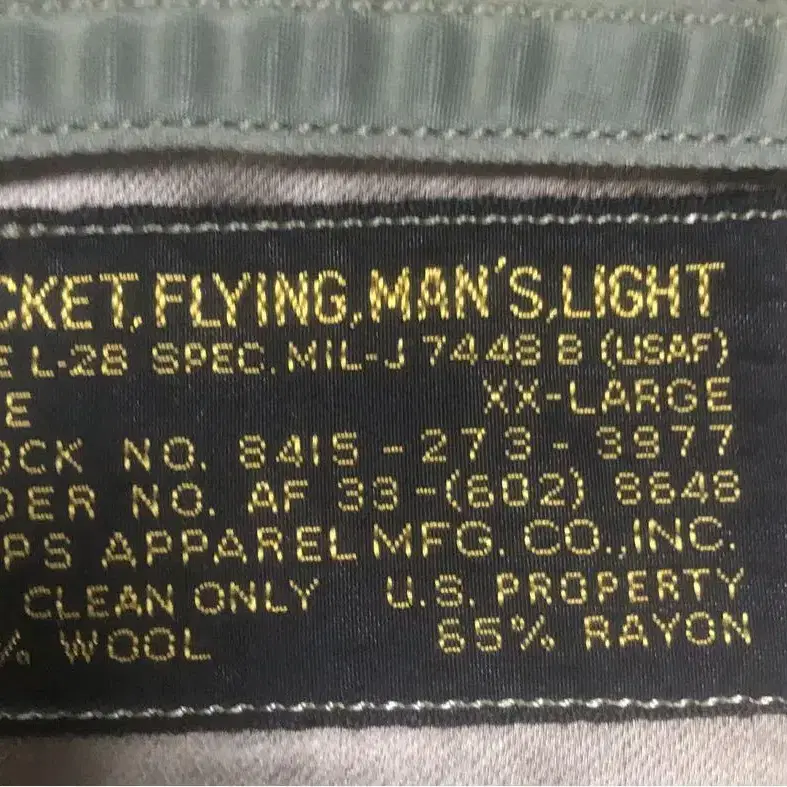 CKET, FLYING, MAN'S, LIGHT
E L-2B SPEC. MIL-J 7448 B (USAF)
E XX-LARGE
OCK NO. 8415-273-3977
DER NO. AF 33-(602) 8648
PS APPAREL MFG. CO., INC.
CLEAN ONLY U.S. PROPERTY
% WOOL 65% RAYON